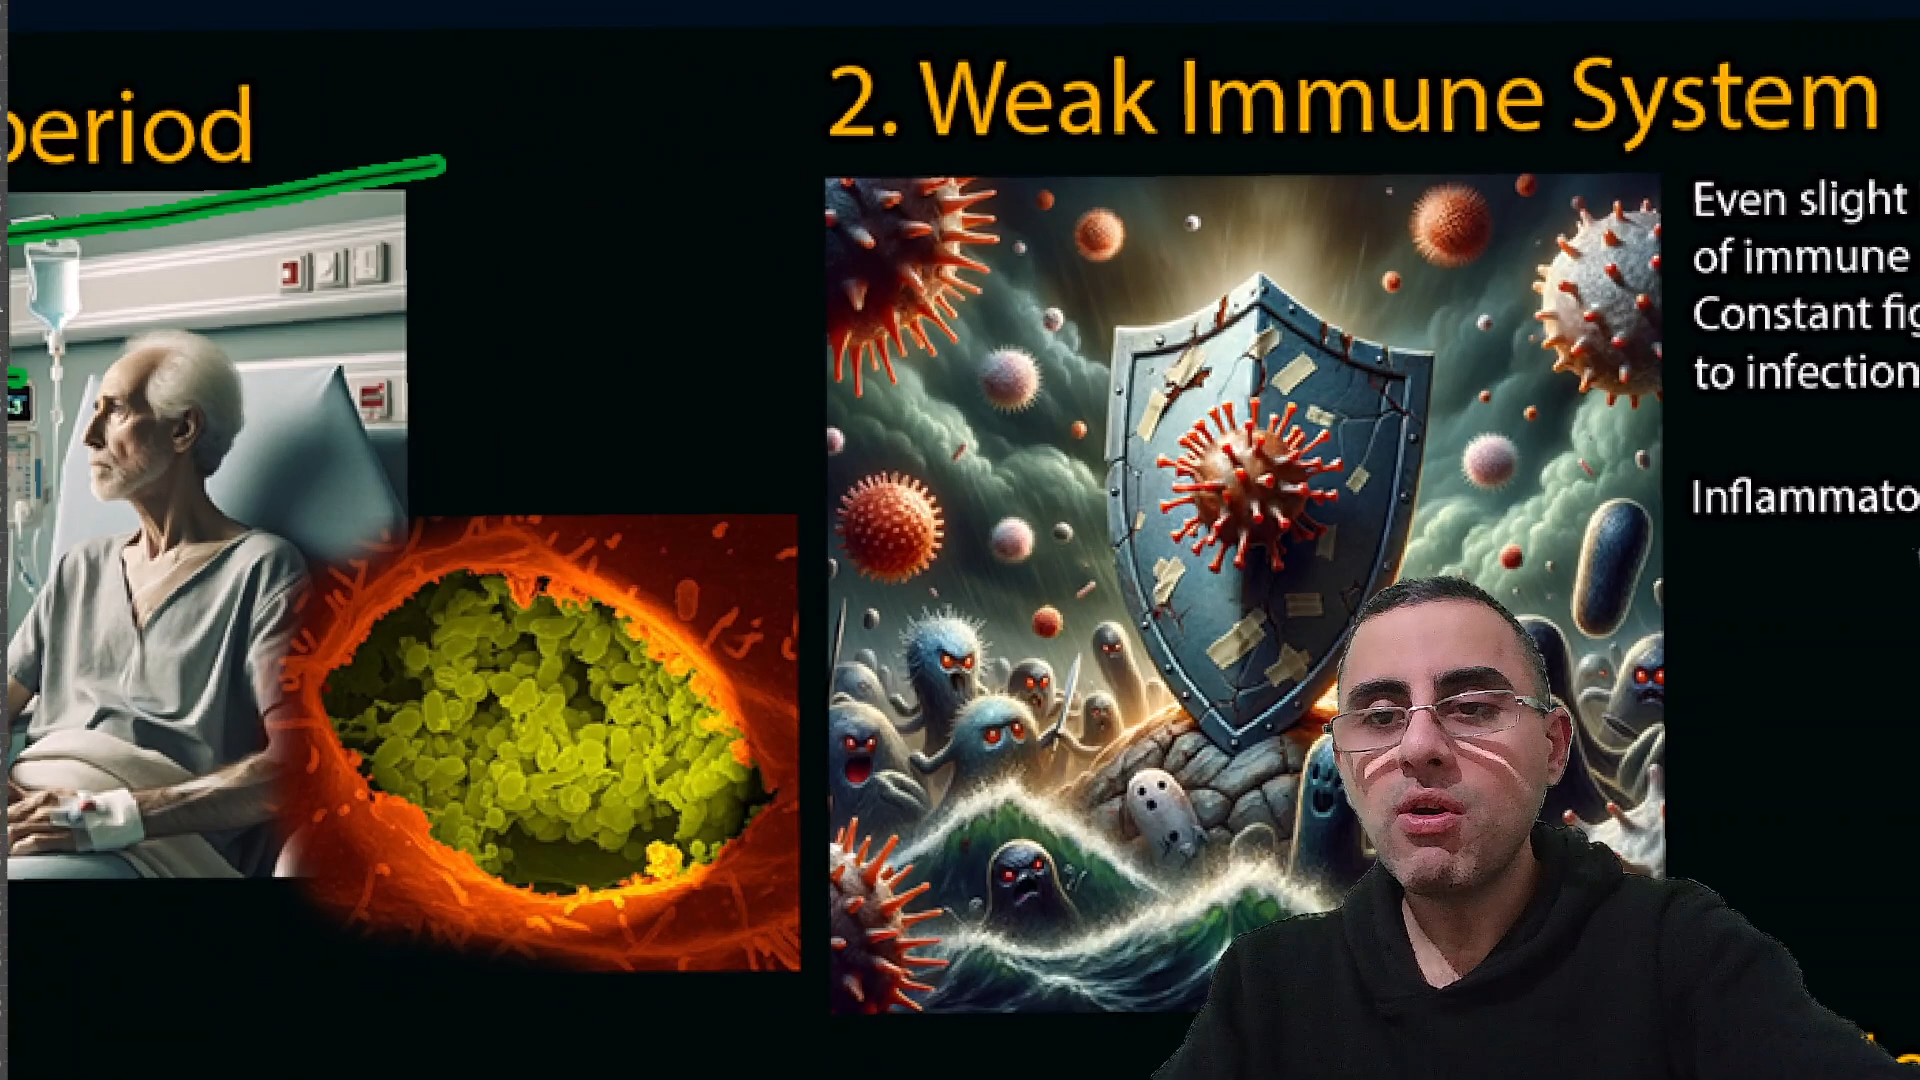 period
2. Weak Immune System
Even slight
of immune
Constant fig
to infection
Inflammato